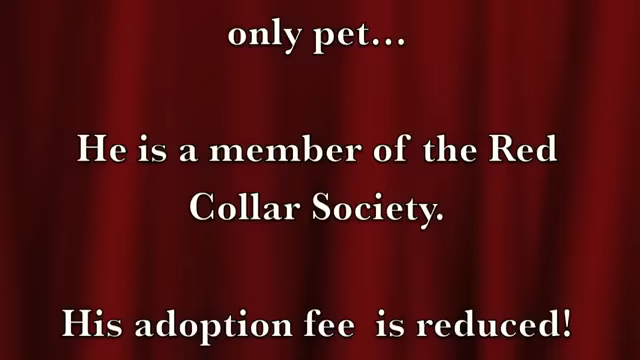 only pet...
He is a member of the Red
Collar Society.
His adoption fee  is reduced!